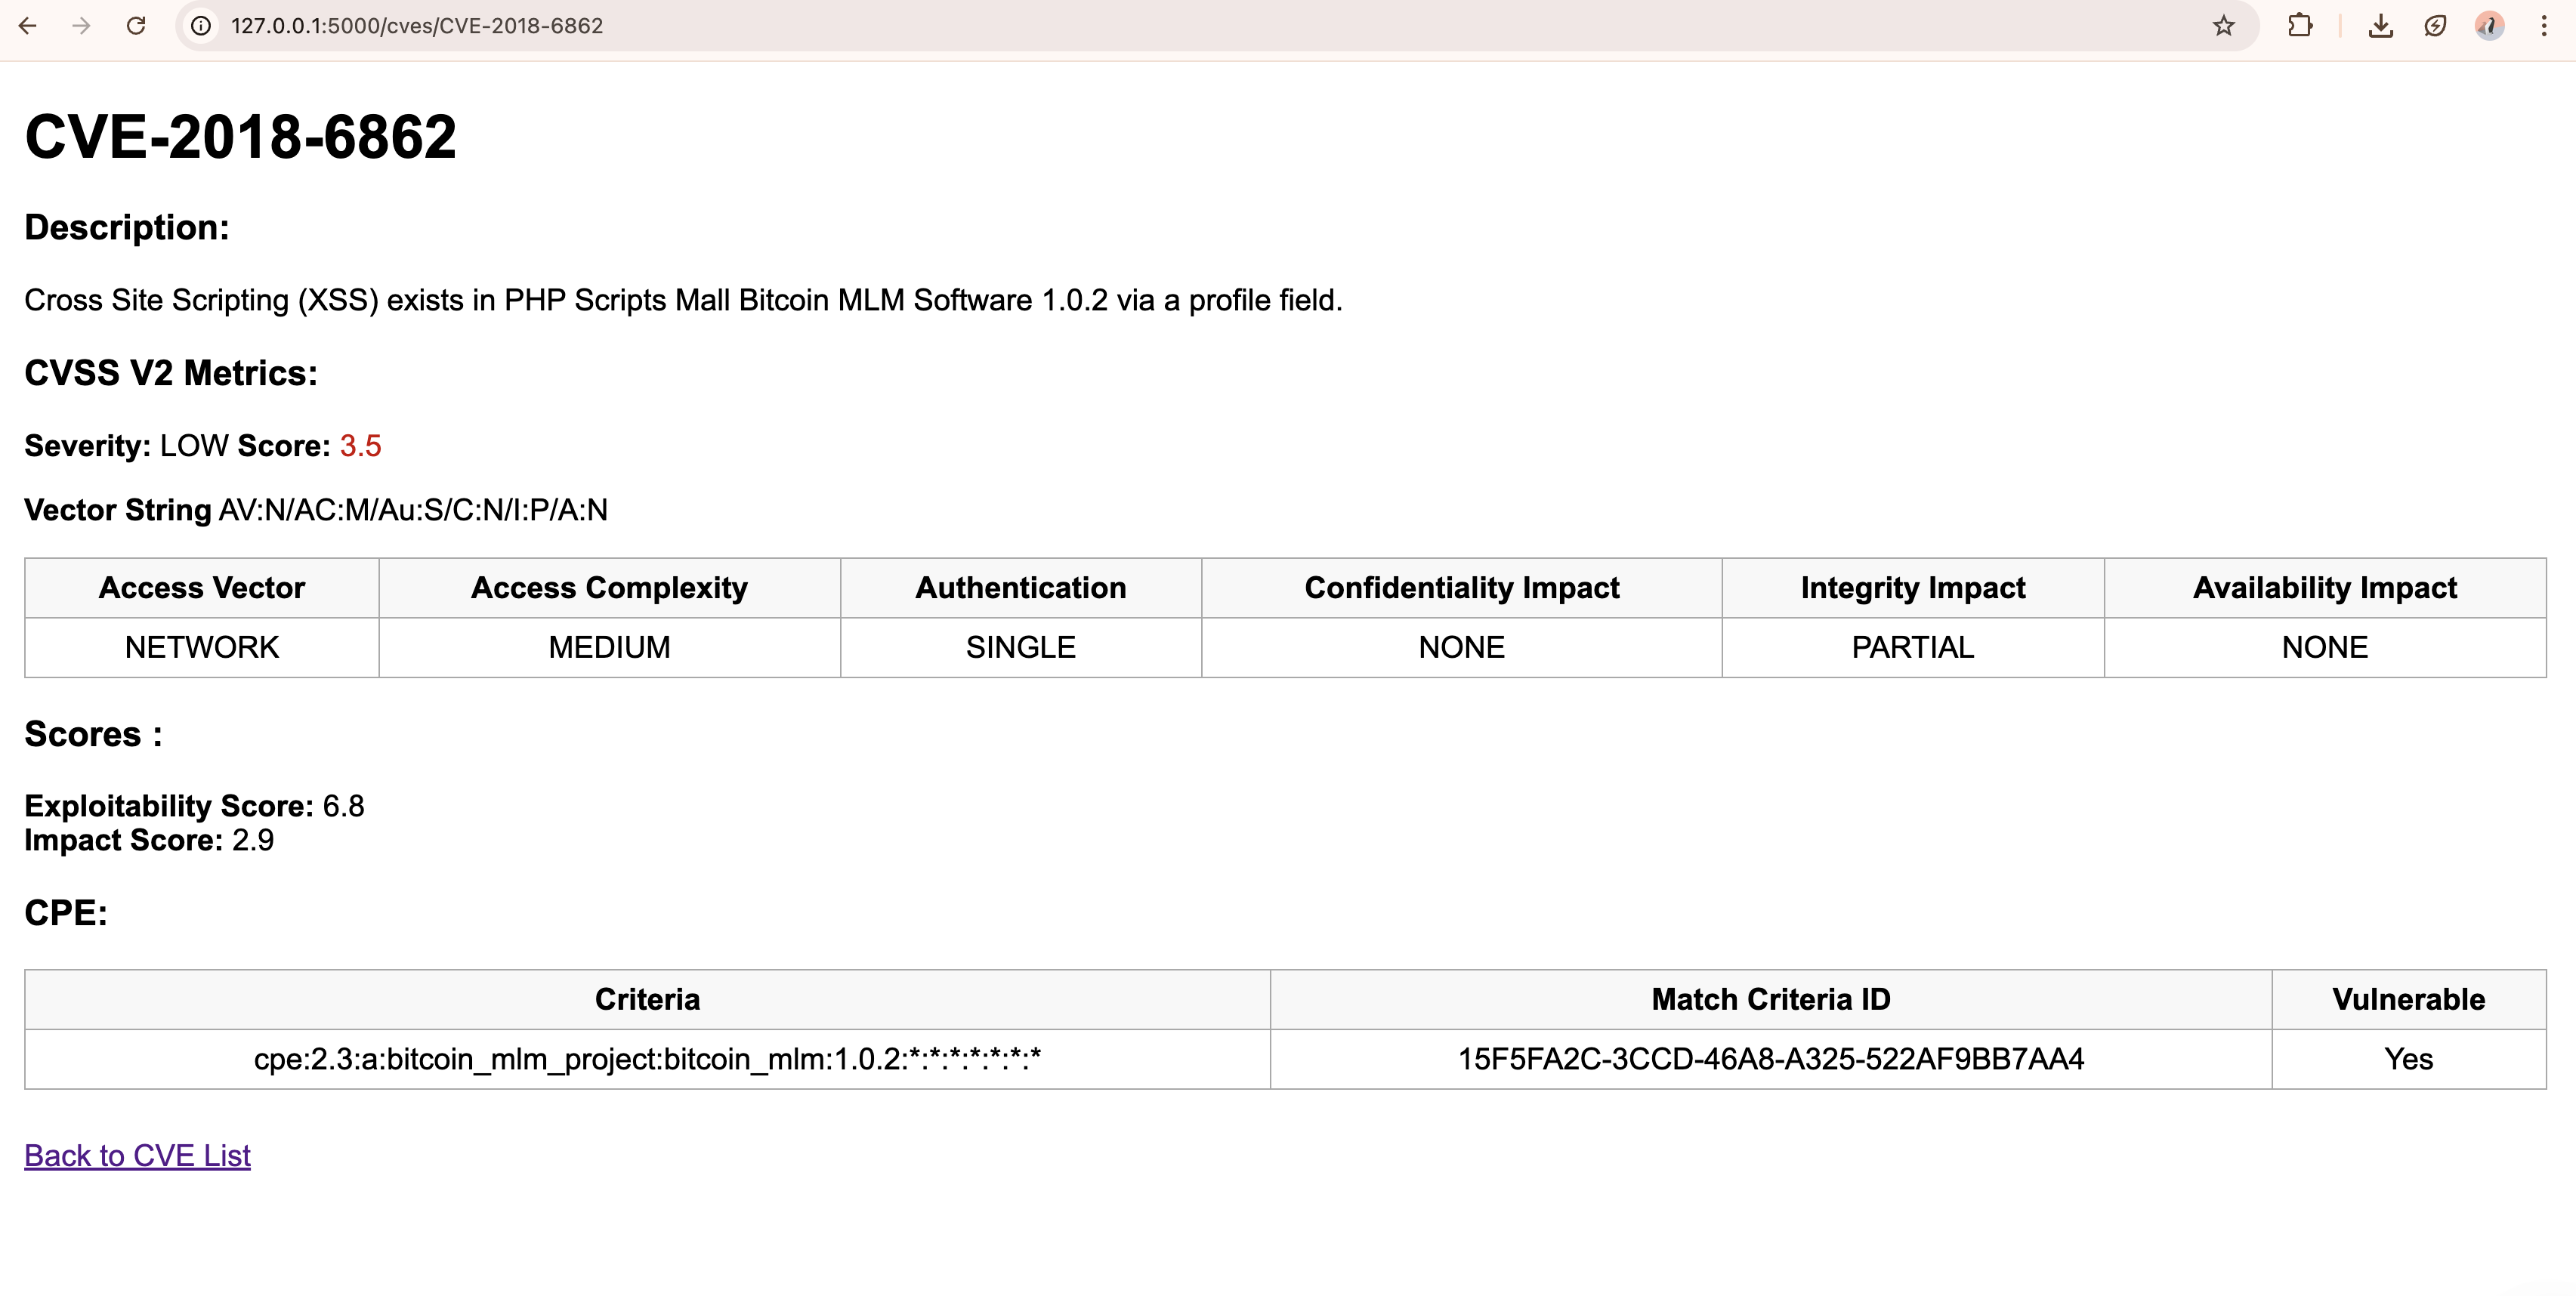 127.0.0.1:5000/cves/CVE-2018-6862
CVE-2018-6862
Description:
Cross Site Scripting (XSS) exists in PHP Scripts Mall Bitcoin MLM Software 1.0.2 via a profile field.
CVSS V2 Metrics:
Severity: LOW Score: 3.5
Vector String AV:N/AC:M/Au:S/C:N/I:P/A:N
Access Vector Access Complexity Authentication Confidentiality Impact Integrity Impact Availability Impact
NETWORK MEDIUM SINGLE NONE PARTIAL NONE
Scores :
Exploitability Score: 6.8
Impact Score: 2.9
CPE:
Criteria Match Criteria ID Vulnerable
cpe:2.3:a:bitcoin_mlm_project:bitcoin_mlm:1.0.2:*:*:*:*:*:*:* 15F5FA2C-3CCD-46A8-A325-522AF9BB7AA4 Yes
Back to CVE List